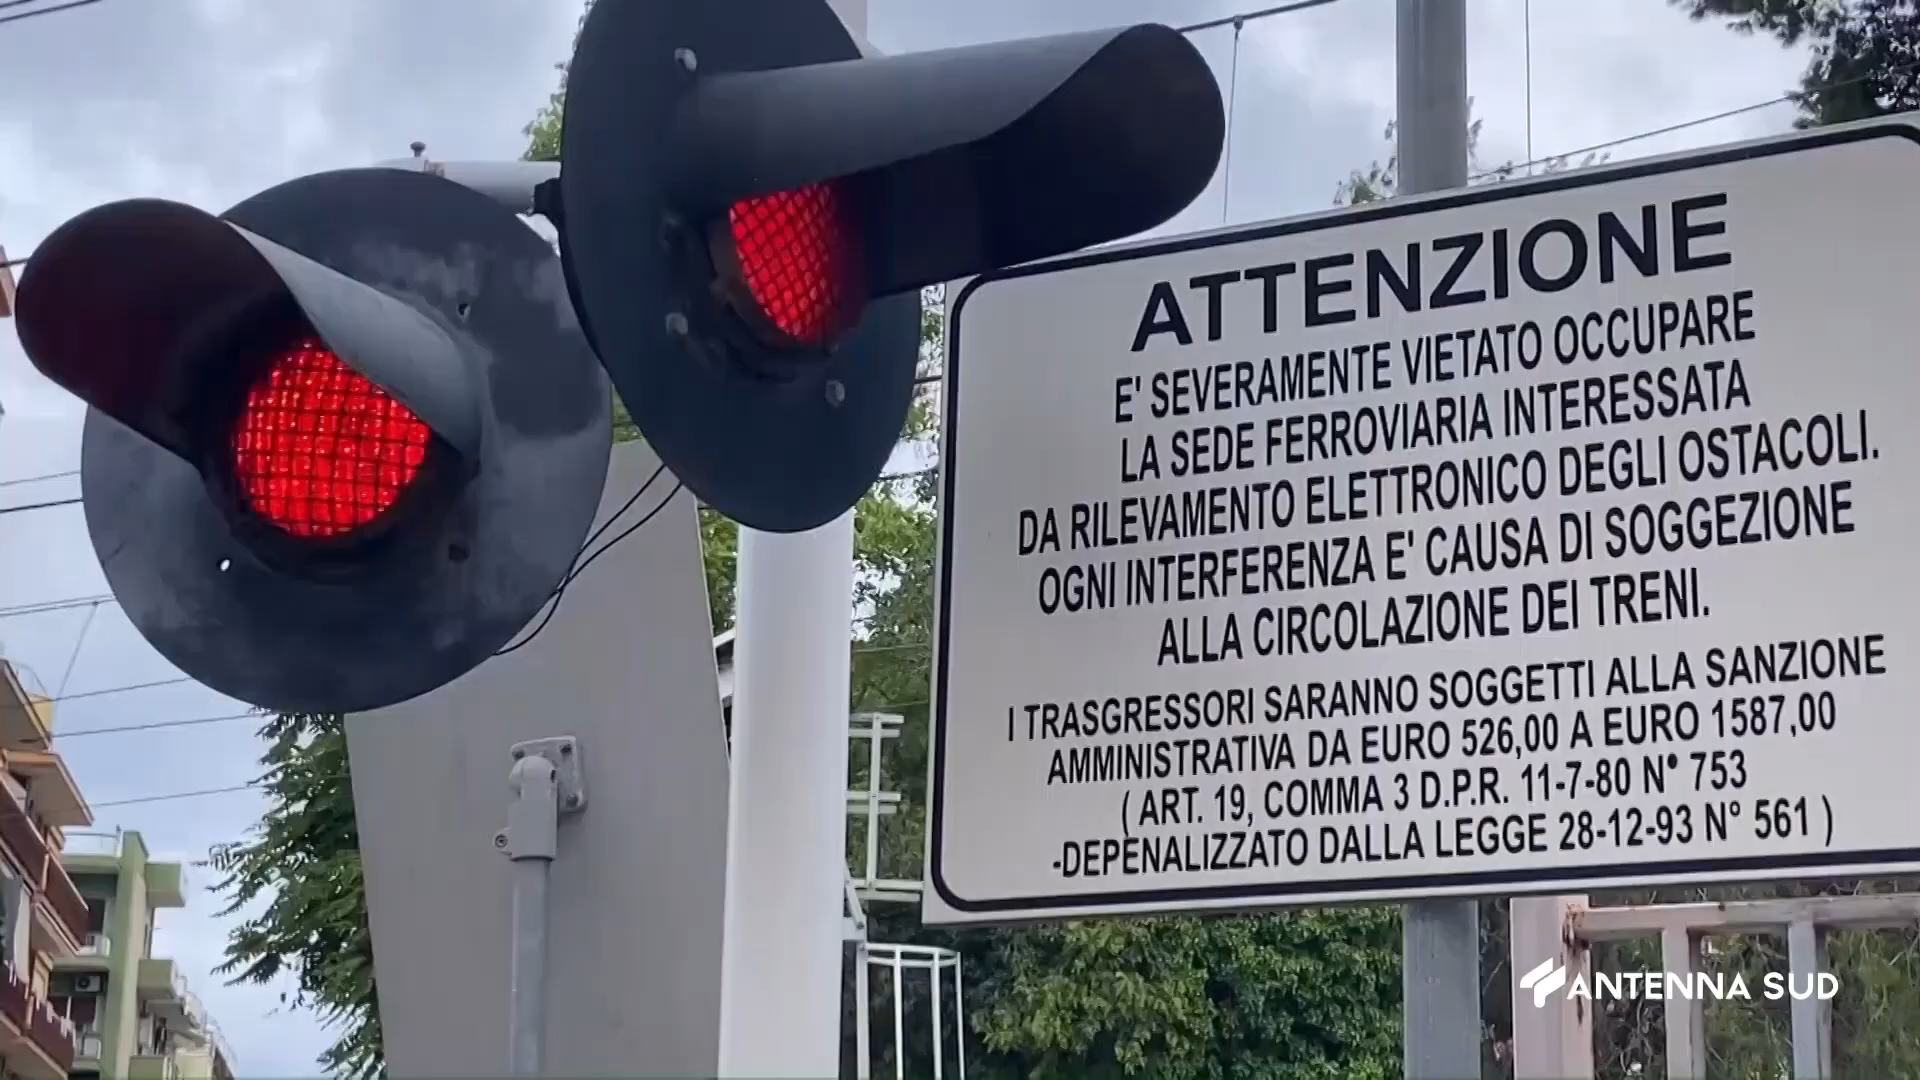 ATTENZIONE
E' SEVERAMENTE VIETATO OCCUPARE
LA SEDE FERROVIARIA INTERESSATA
DA RILEVAMENTO ELETTRONICO DEGLI OSTACOLI.
OGNI INTERFERENZA E' CAUSA DI SOGGEZIONE
ALLA CIRCOLAZIONE DEI TRENI.
I TRASGRESSORI SARANNO SOGGETTI ALLA SANZIONE
AMMINISTRATIVA DA EURO 526,00 A EURO 1587,00
( ART. 19, COMMA 3 D.P.R. 11-7-80 N° 753
-DEPENALIZZATO DALLA LEGGE 28-12-93 N° 561 )
ANTENNA SUD